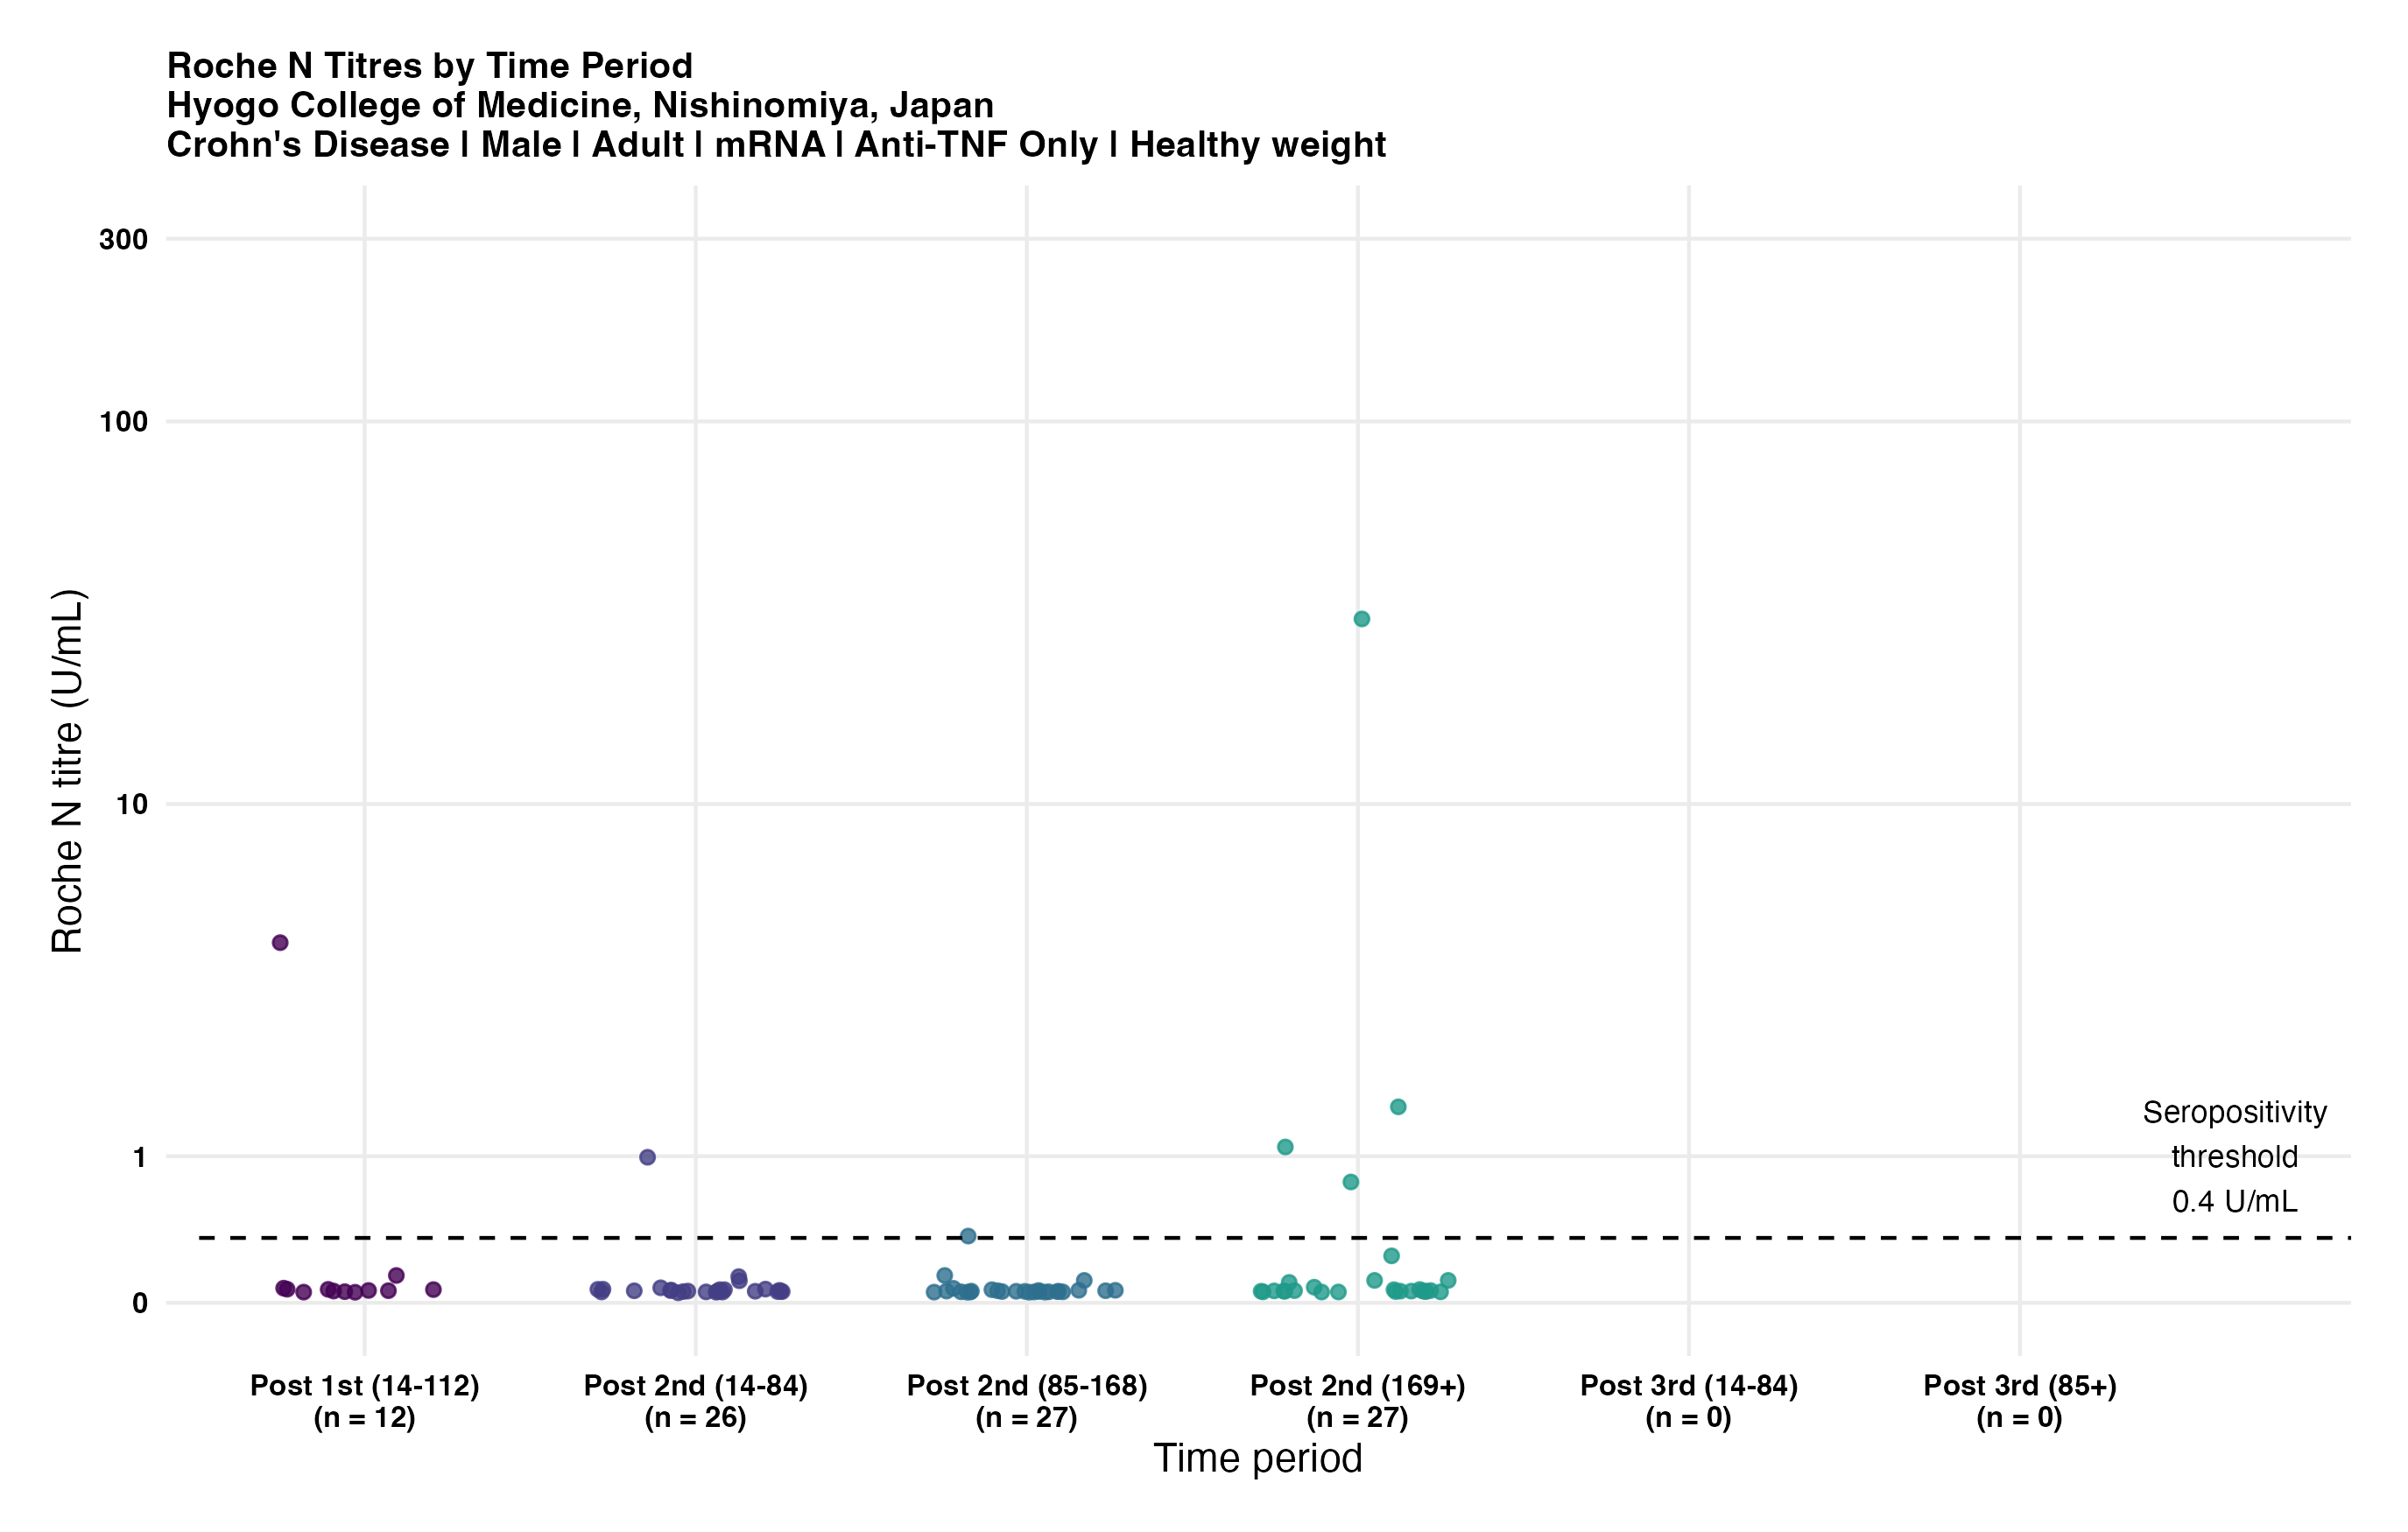 Roche N Titres by Time Period
Hyogo College of Medicine, Nishinomiya, Japan
Crohn's Disease | Male | Adult | mRNA | Anti-TNF Only | Healthy weight
300
100
10
1
0
Roche N titre (U/mL)
Seropositivity
threshold
0.4 U/mL
Post 1st (14-112)
(n = 12)
Post 2nd (14-84)
(n = 26)
Post 2nd (85-168)
(n = 27)
Post 2nd (169+)
(n = 27)
Post 3rd (14-84)
(n = 0)
Post 3rd (85+)
(n = 0)
Time period